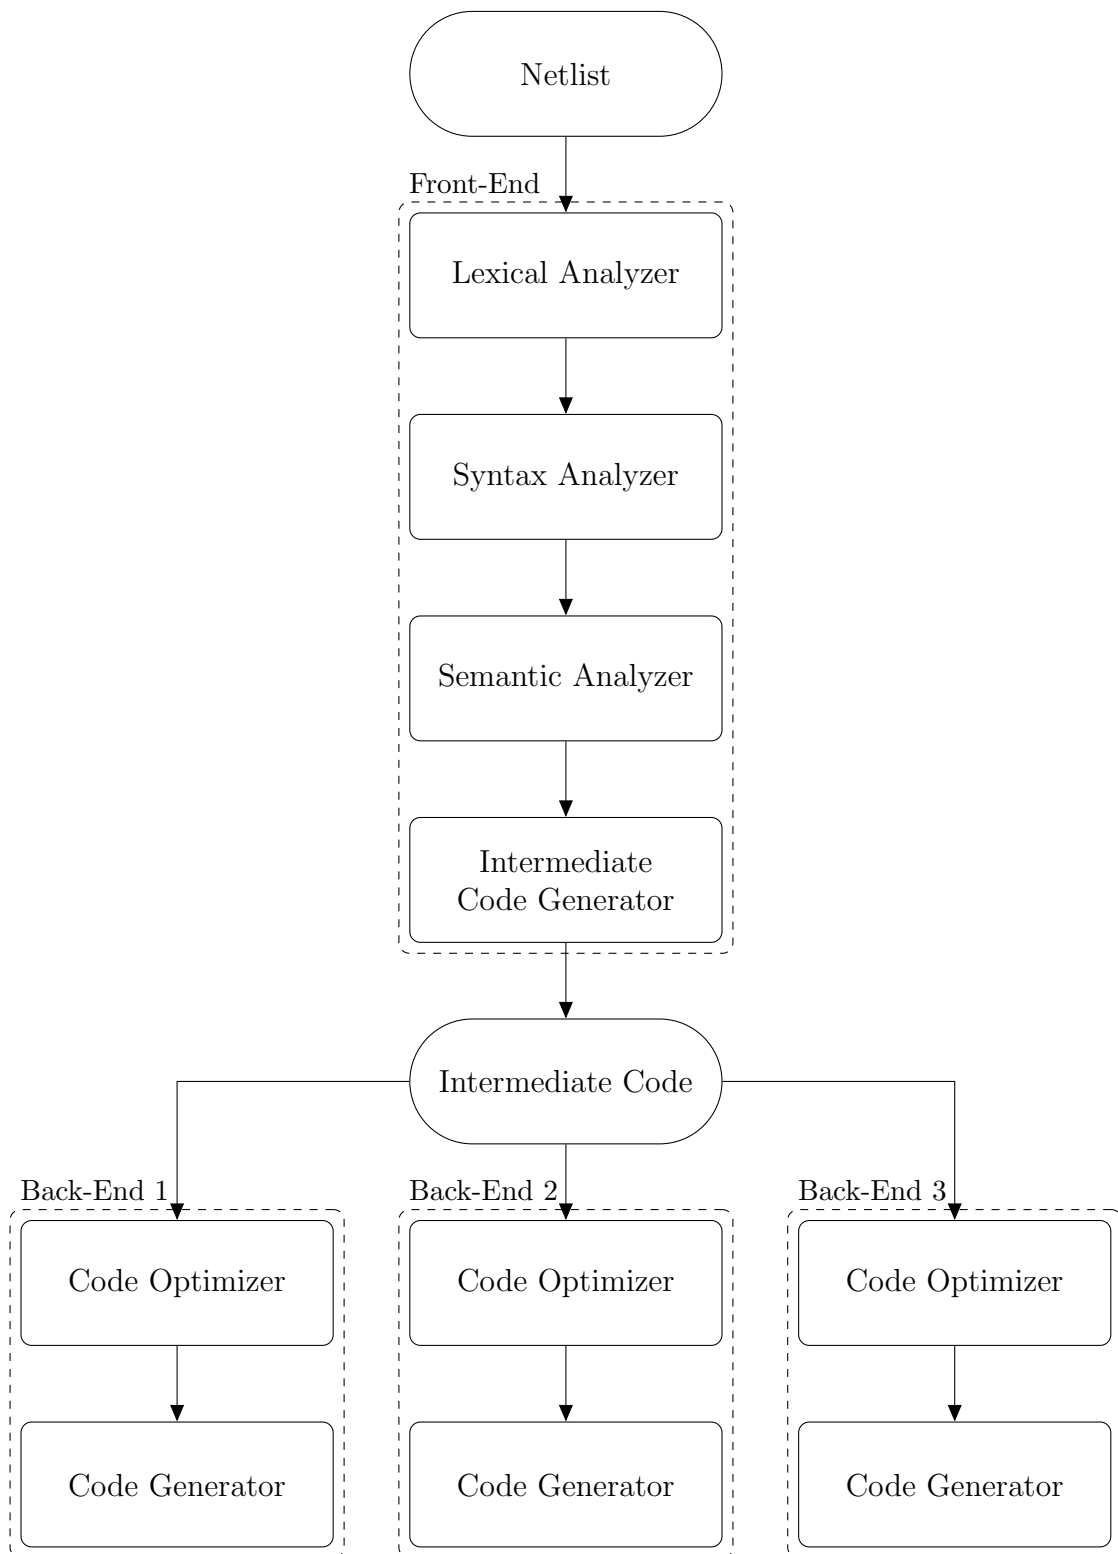 Netlist
Front-End
Lexical Analyzer
Syntax Analyzer
Semantic Analyzer
Intermediate
Code Generator
Intermediate Code
Back-End 1
Back-End 2
Back-End 3
Code Optimizer
Code Optimizer
Code Optimizer
Code Generator
Code Generator
Code Generator